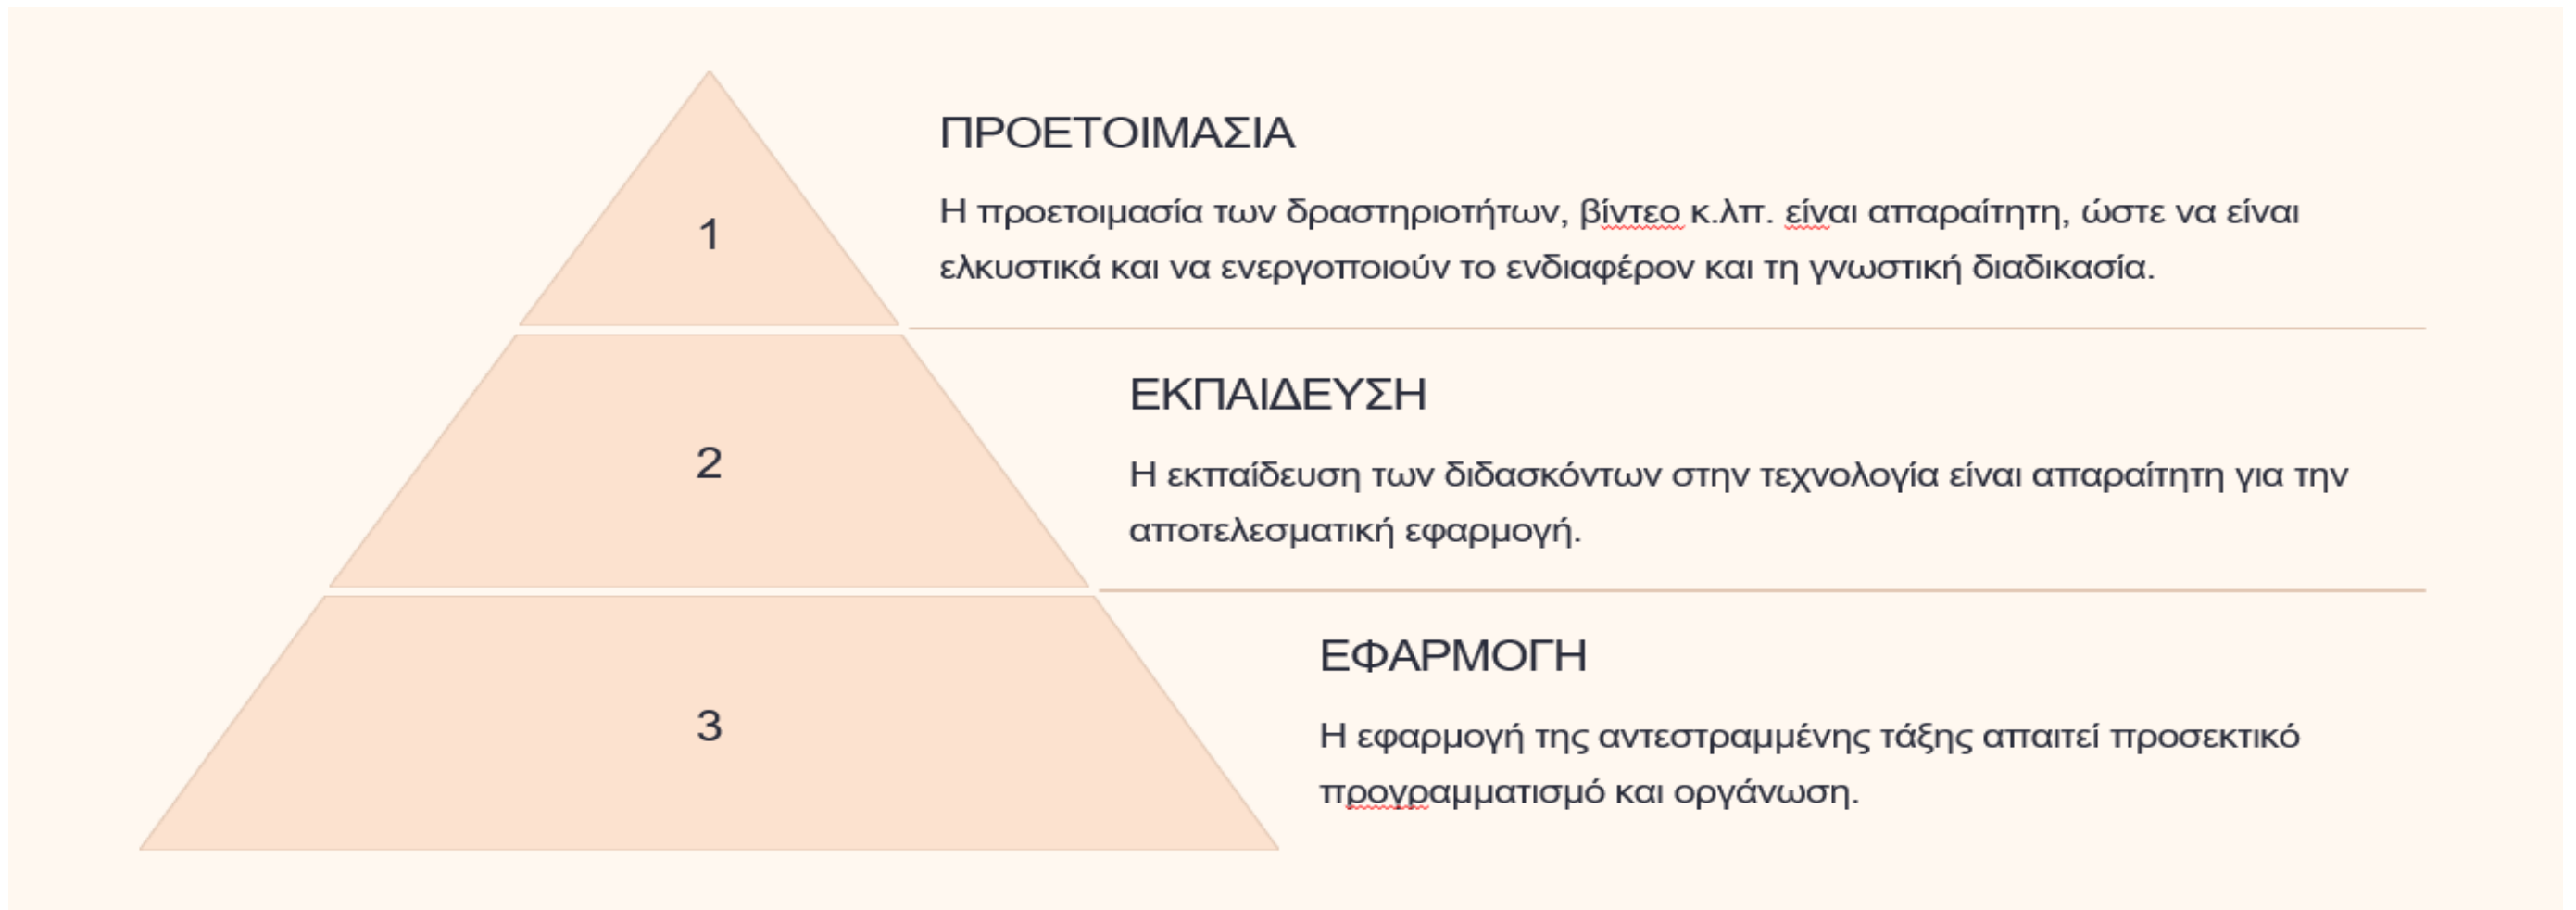 1
ΠΡΟΕΤΟΙΜΑΣΙΑ
Η προετοιμασία των δραστηριοτήτων, βίντεο κ.λπ. είναι απαραίτητη, ώστε να είναι
ελκυστικά και να ενεργοποιούν το ενδιαφέρον και τη γνωστική διαδικασία.
2
ΕΚΠΑΙΔΕΥΣΗ
Η εκπαίδευση των διδασκόντων στην τεχνολογία είναι απαραίτητη για την
αποτελεσματική εφαρμογή.
3
ΕΦΑΡΜΟΓΗ
Η εφαρμογή της αντεστραμμένης τάξης απαιτεί προσεκτικό
προγραμματισμό και οργάνωση.